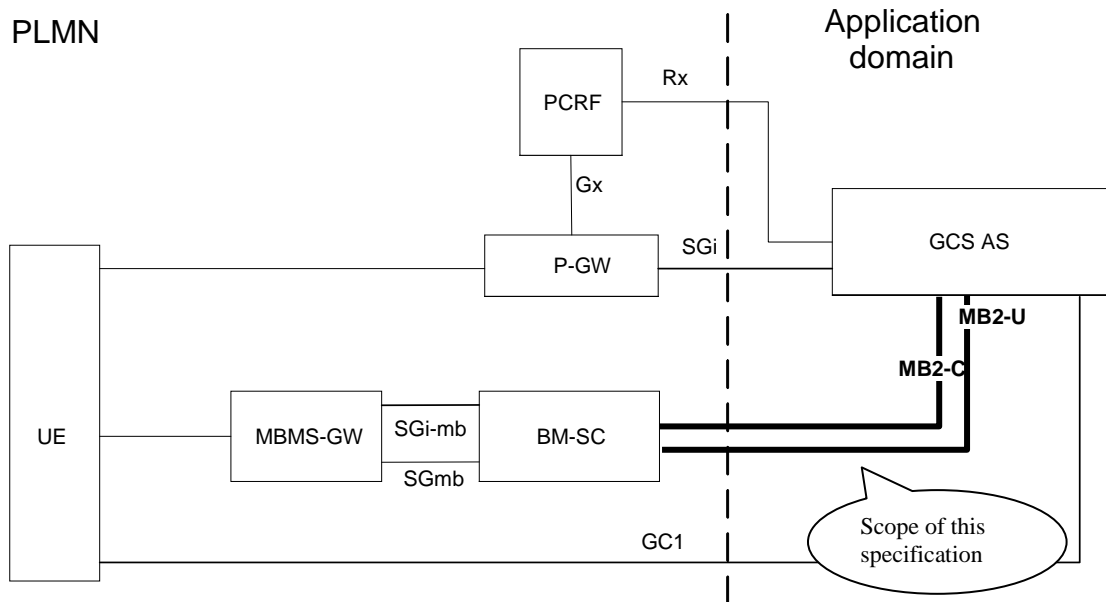 PLMN
Application
domain
Rx
PCRF
Gx
GCS AS
SGi
P-GW
MB2-U
MB2-C
UE
MBMS-GW
SGi-mb
BM-SC
SGmb
Scope of this
specification
GC1